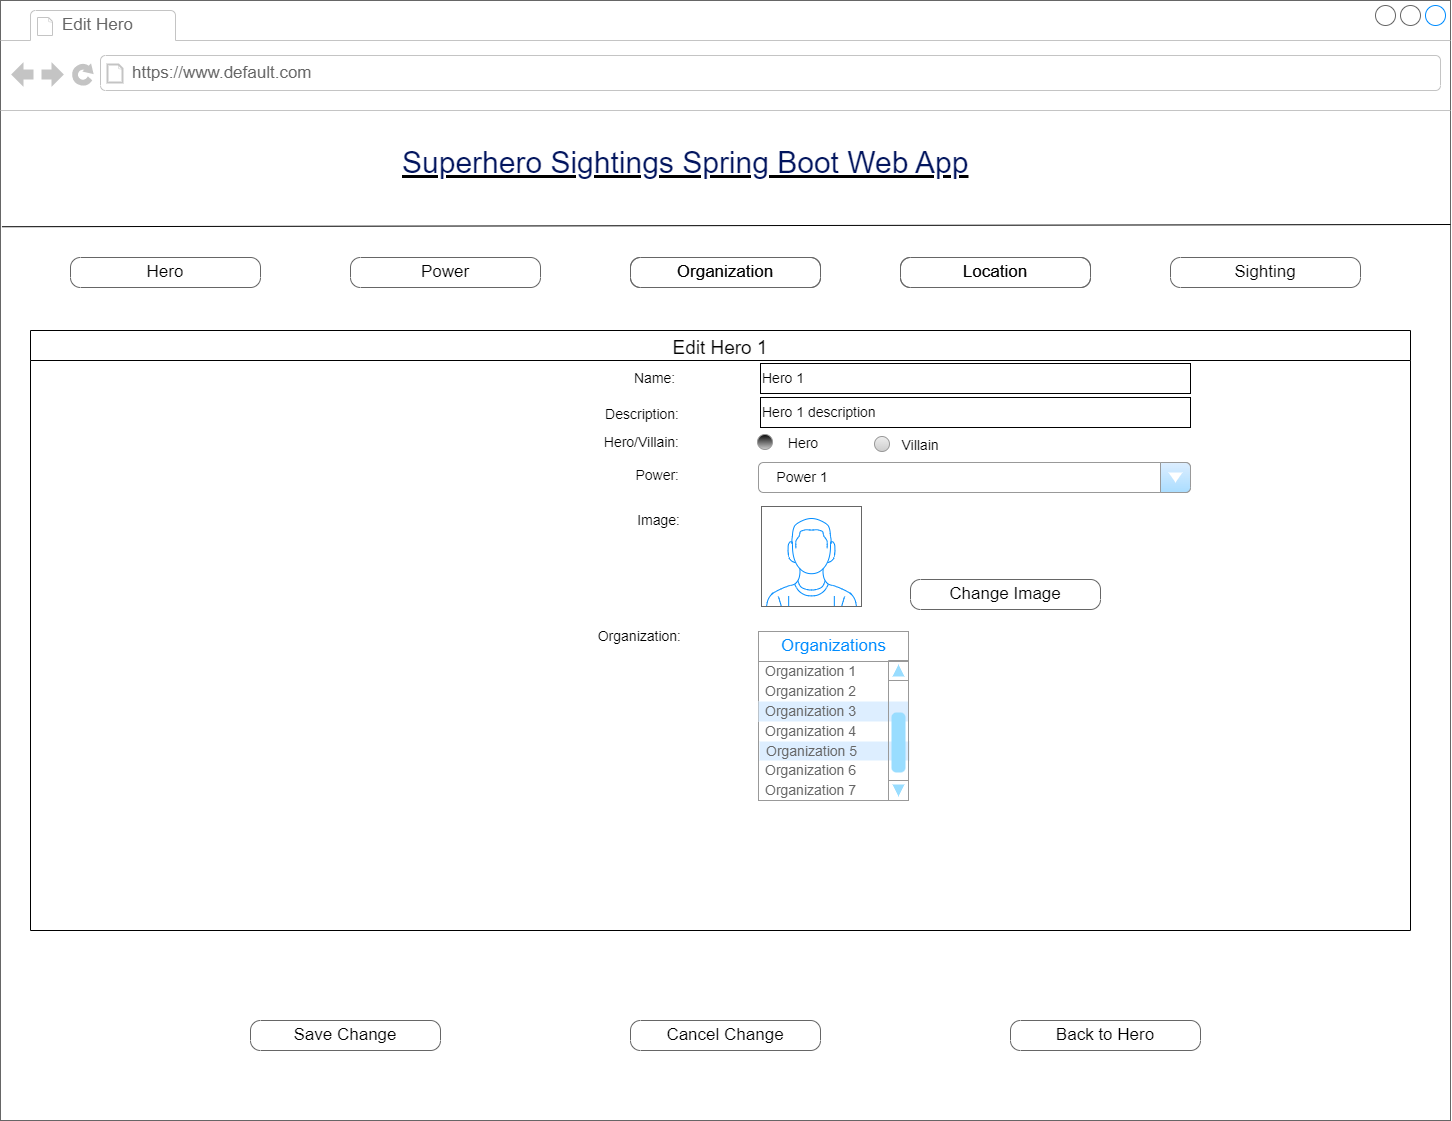 Edit Hero
https://www.default.com
Superhero Sightings Spring Boot Web App
Hero
Power
Organization
Location
Sighting
Edit Hero 1
Name:
Hero 1
Description:
Hero 1 description
Hero/Villain:
Hero
Villain
Power:
Power 1
Image:
Change Image
Organization:
Organizations
Organization 1
Organization 2
Organization 3
Organization 4
Organization 5
Organization 6
Organization 7
Save Change
Cancel Change
Back to Hero